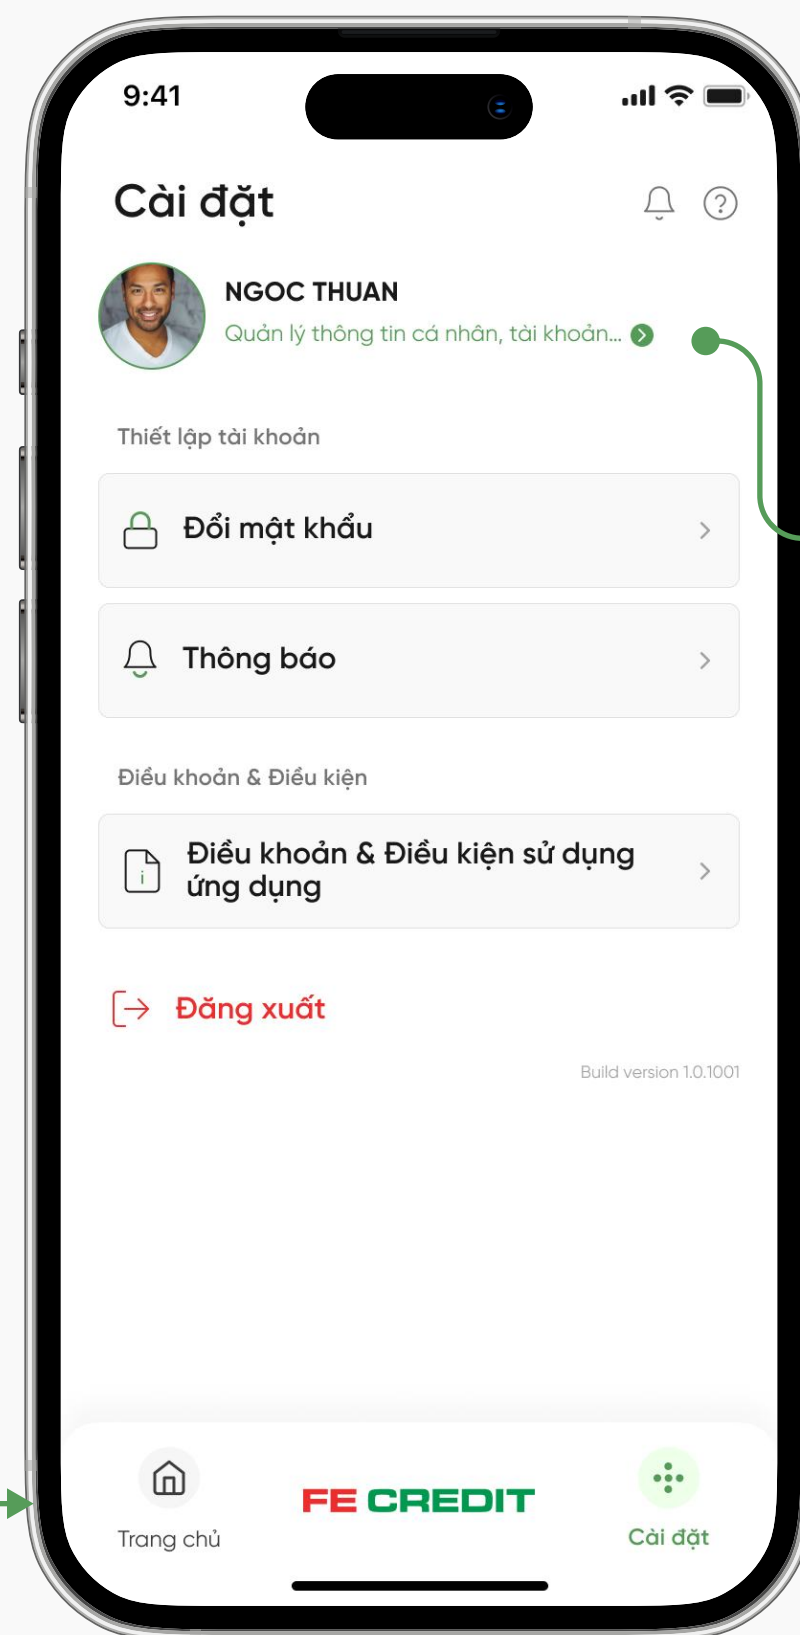 9:41
Cài đặt
NGOC THUAN
Quản lý thông tin cá nhân, tài khoản...
Thiết lập tài khoản
Đổi mật khẩu
Thông báo
Điều khoản & Điều kiện
Điều khoản & Điều kiện sử dụng
ứng dụng
Đăng xuất
Build version 1.0.1001
FE CREDIT
Trang chủ
Cài đặt